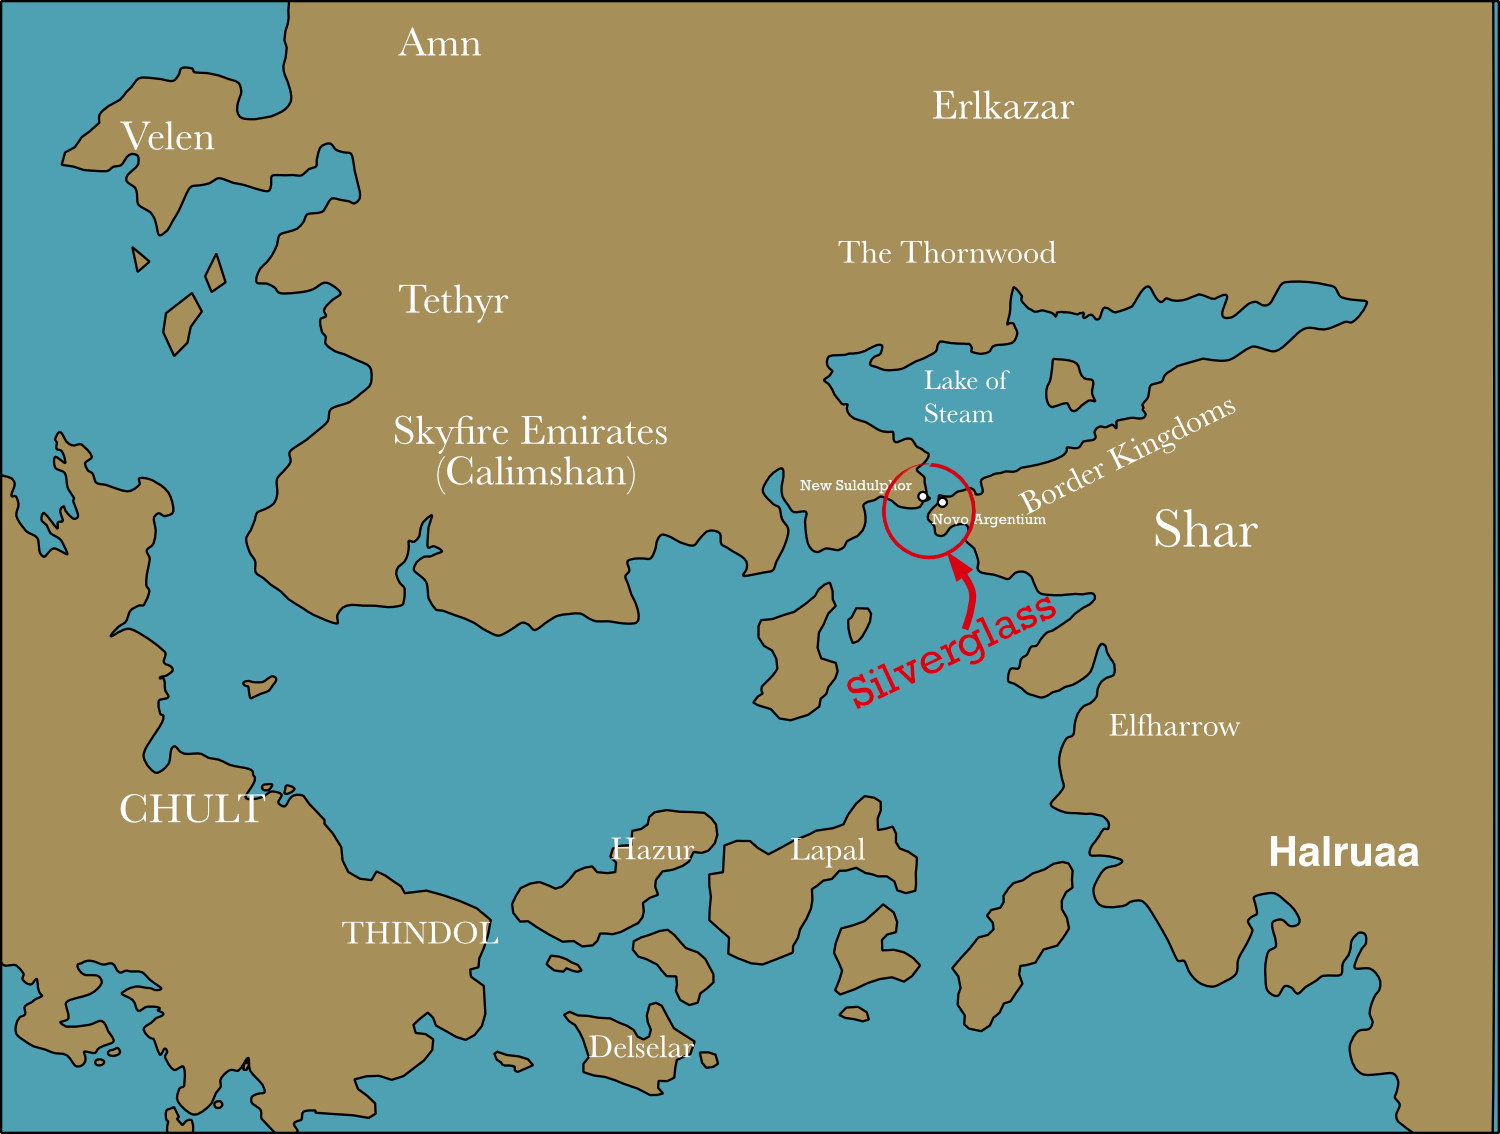 Amn
Erlkazar
Velen
The Thornwood
Tethyr
Lake of
Steam
Skyfire Emirates
(Calimshan)
Border Kingdoms
New Suldulphor
Novo Argentium
Shar
Silverglass
Elfharrow
CHULT
Hazur
Lapal
Halruaa
THINDOL
Delselar